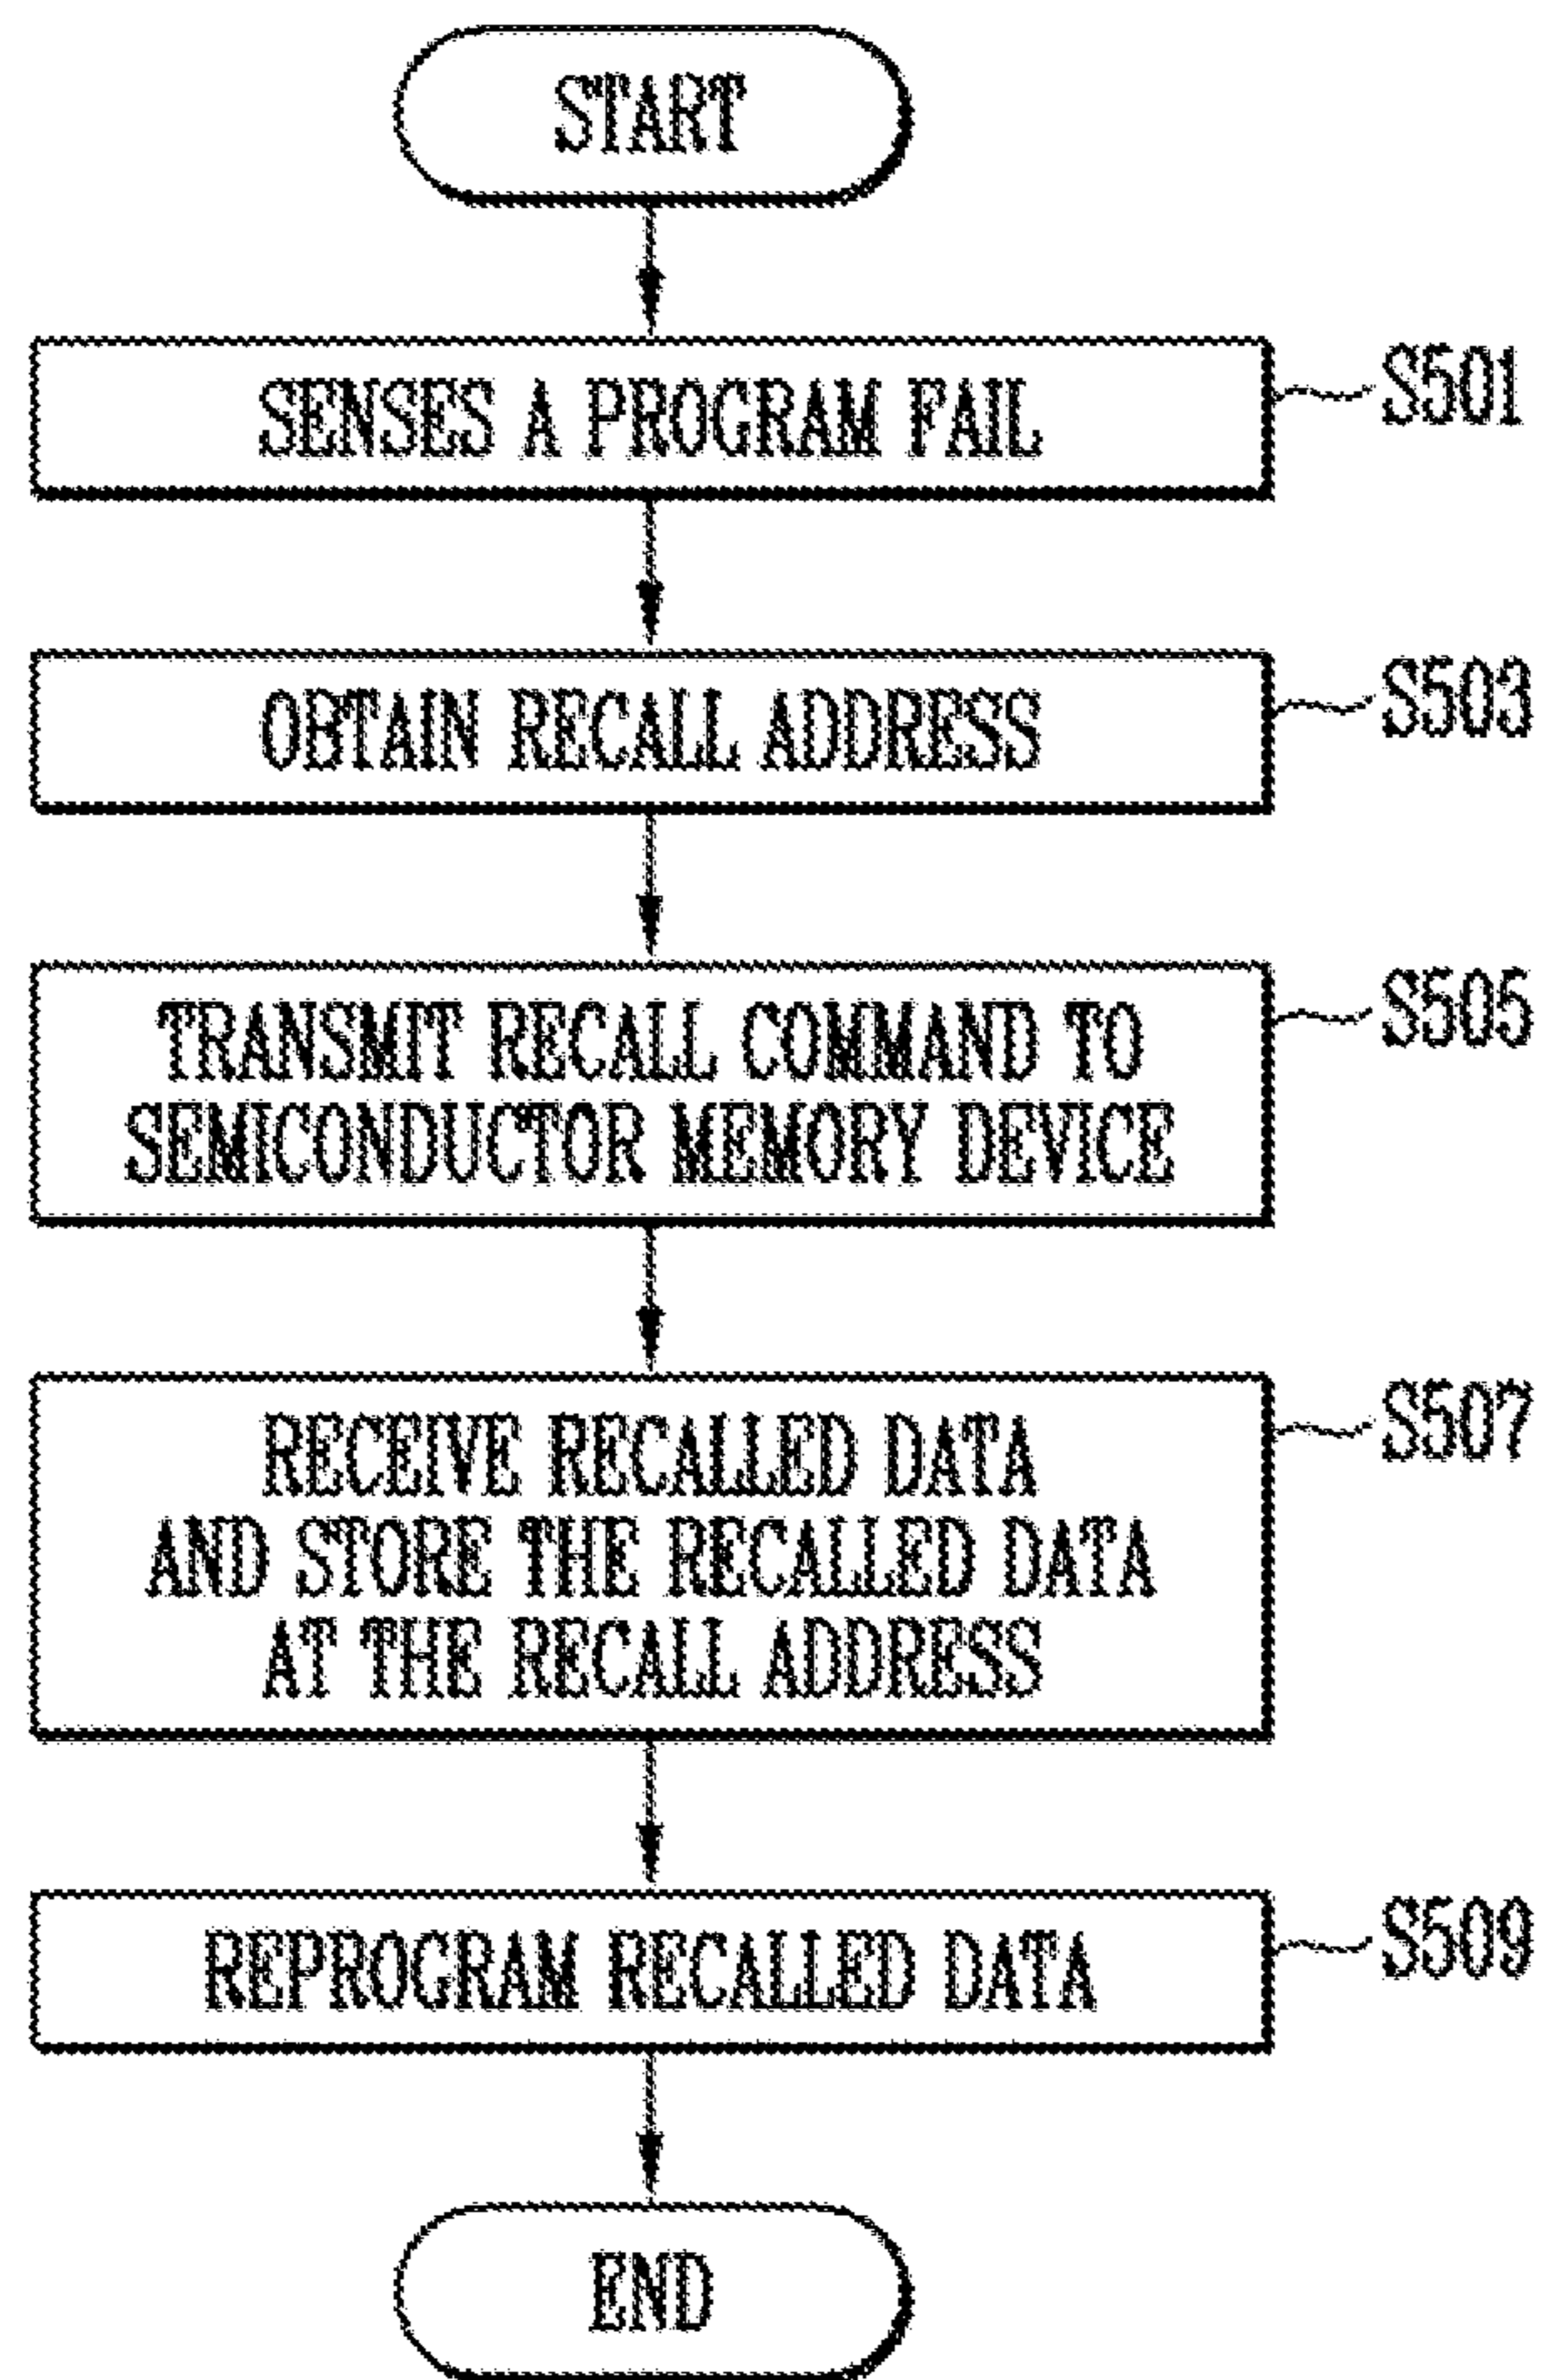 START
SENSES A PROGRAM FAIL
S501
OBTAIN RECALL ADDRESS
S503
TRANSMIT RECALL COMMAND TO
SEMICONDUCTOR MEMORY DEVICE
S505
RECEIVE RECALLED DATA
AND STORE THE RECALLED DATA
AT THE RECALL ADDRESS
S507
REPROGRAM RECALLED DATA
S509
END